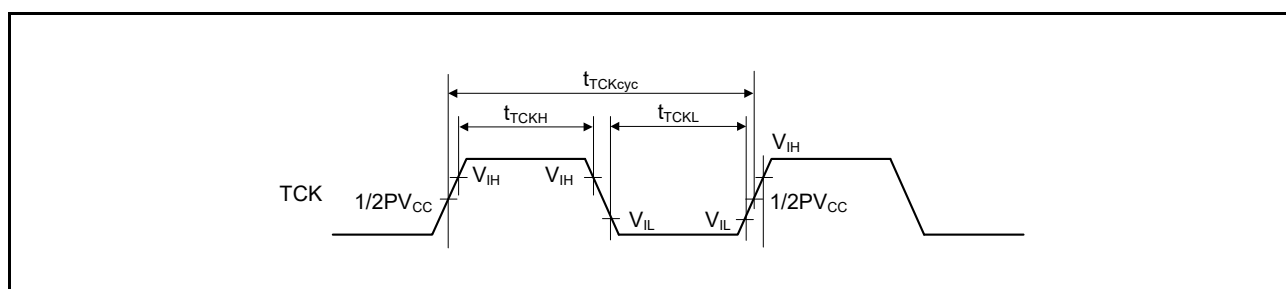 tTCKcyc
tTCKH
tTCKL
VIH
TCK
VIH
VIH
1/2PVCC
1/2PVCC
VIL
VIL